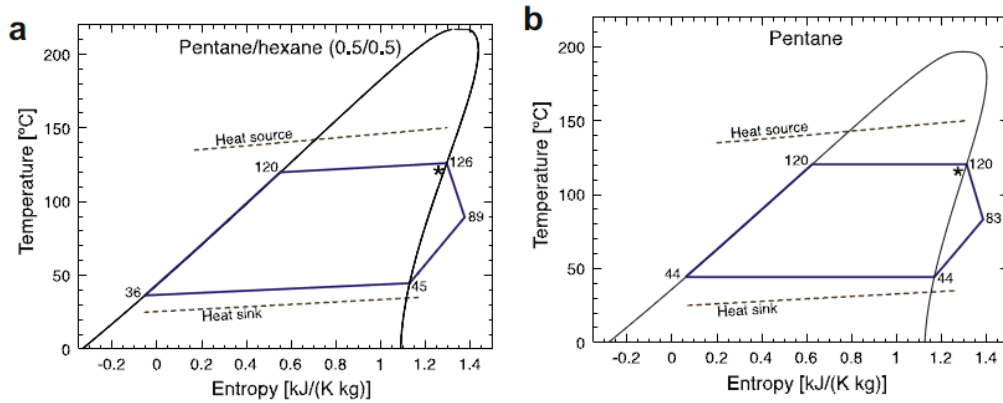 a
Pentane/hexane (0.5/0.5)
200
150
100
50
0
Temperature [°C]
Heat source
120
126
*
89
36
45
Heat sink
-0.2 0 0.2 0.4 0.6 0.8 1 1.2 1.4
Entropy [kJ/(K kg)]
b
Pentane
200
150
100
50
0
Temperature [°C]
Heat source
120
120
*
83
44
44
Heat sink
-0.2 0 0.2 0.4 0.6 0.8 1 1.2 1.4
Entropy [kJ/(K kg)]